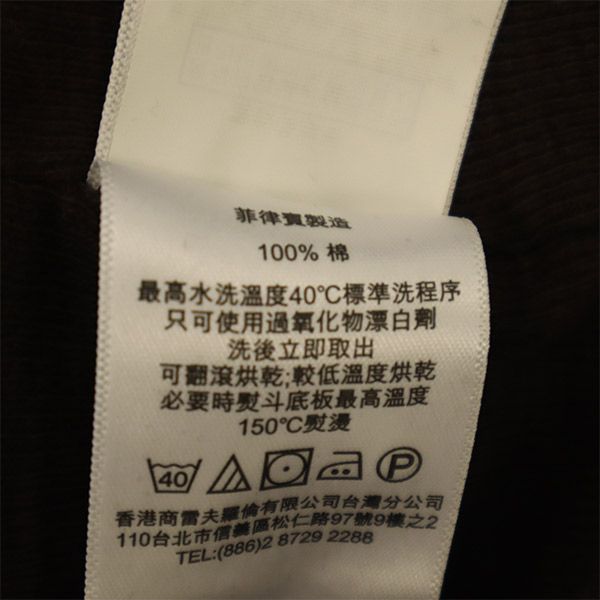 菲律賓製造
100% 棉
最高水洗溫度40℃標準洗程序
只可使用過氧化物漂白劑
洗後立即取出
可翻滾烘乾;較低溫度烘乾
必要時熨斗底板最高溫度
150℃熨燙
40 P
香港商雷夫羅倫有限公司台灣分公司
110台北市信義區松仁路97號9樓之2
TEL:(886)2 8729 2288